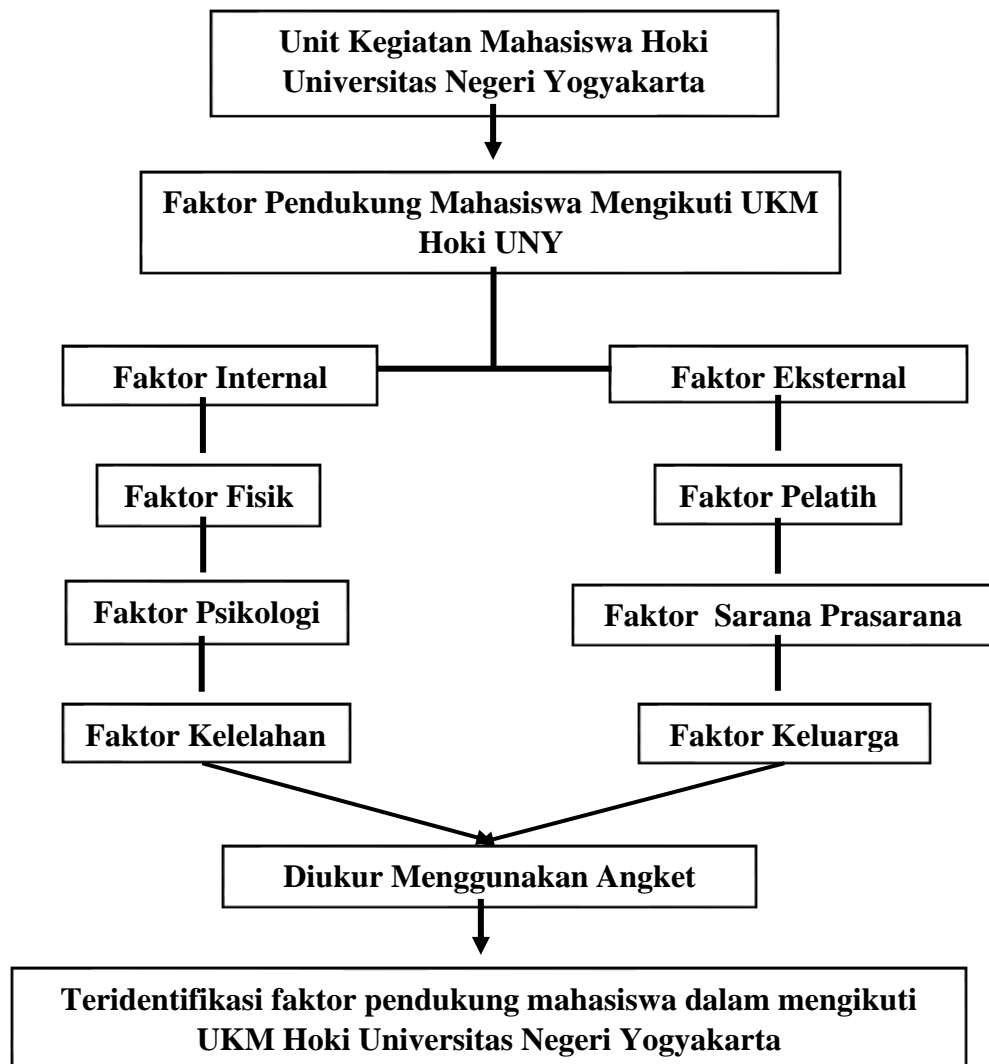 Unit Kegiatan Mahasiswa Hoki
Universitas Negeri Yogyakarta
Faktor Pendukung Mahasiswa Mengikuti UKM
Hoki UNY
Faktor Internal
Faktor Eksternal
Faktor Fisik
Faktor Pelatih
Faktor Psikologi
Faktor Sarana Prasarana
Faktor Kelelahan
Faktor Keluarga
Diukur Menggunakan Angket
Teridentifikasi faktor pendukung mahasiswa dalam mengikuti
UKM Hoki Universitas Negeri Yogyakarta